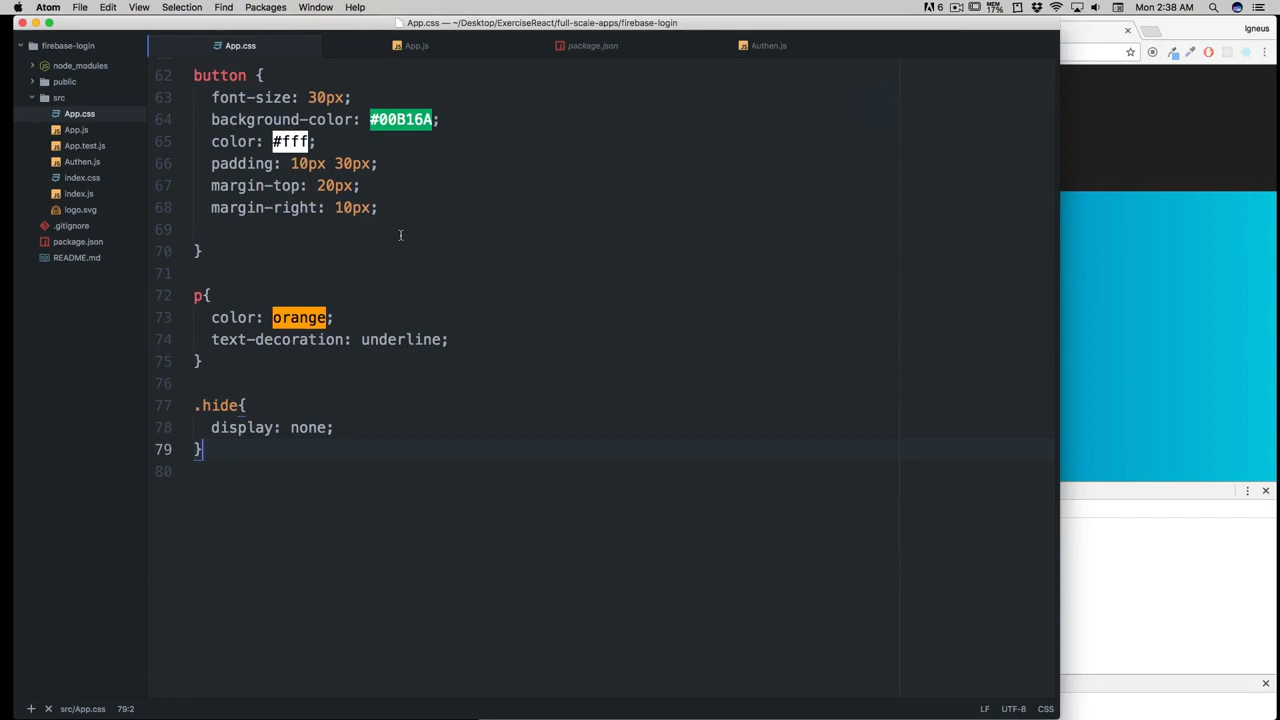 Atom File Edit View Selection Find Packages Window Help
6
MEM 17%
Mon 2:38 AM
App.css — ~/Desktop/ExerciseReact/full-scale-apps/firebase-login
Igneus
firebase-login
node_modules
public
src
App.css
App.js
App.test.js
Authen.js
index.css
index.js
logo.svg
.gitignore
package.json
README.md
App.css App.js package.json Authen.js
62 button {
63 font-size: 30px;
64 background-color: #00B16A;
65 color: #fff;
66 padding: 10px 30px;
67 margin-top: 20px;
68 margin-right: 10px;
69
70 }
71
72 p{
73 color: orange;
74 text-decoration: underline;
75 }
76
77 .hide{
78 display: none;
79 }
80
src/App.css 79:2
LF UTF-8 CSS